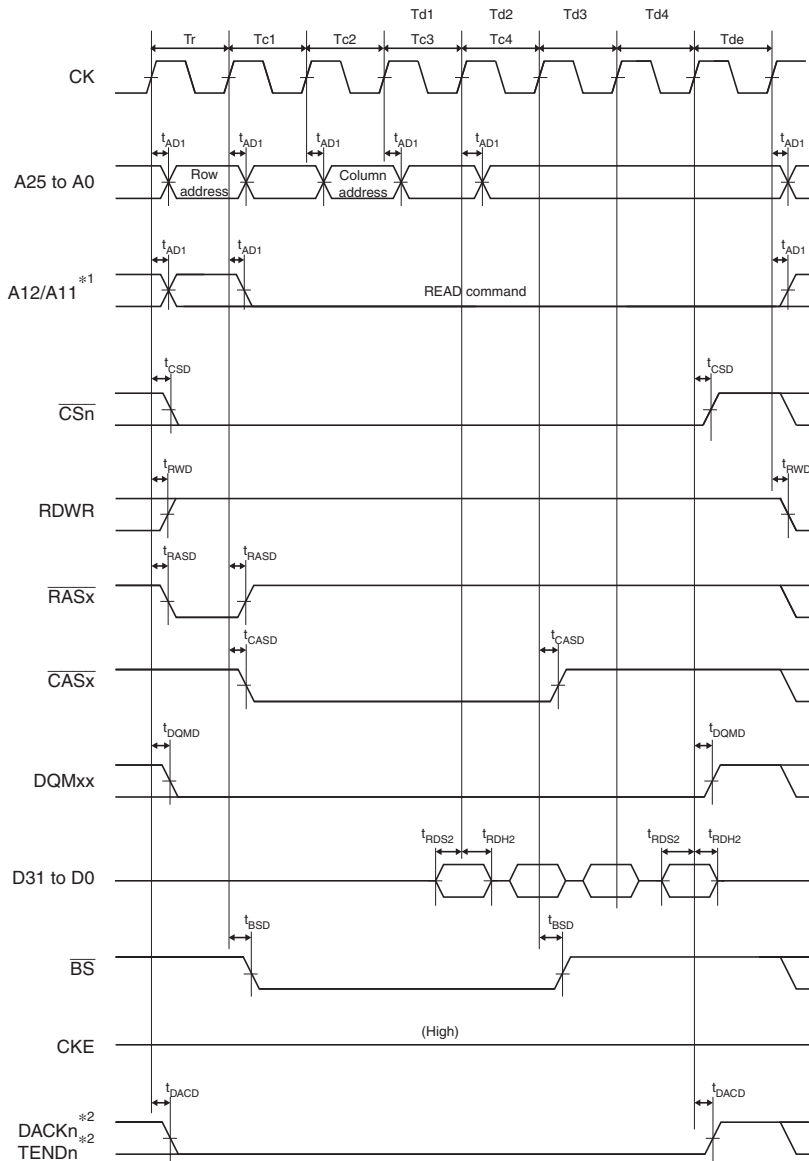 Td1 Td2 Td3 Td4
Tr Tc1 Tc2 Tc3 Tc4 Tde
CK
tAD1 tAD1 tAD1 tAD1 tAD1 tAD1
A25 to A0
Row address
Column address
tAD1 tAD1 tAD1
A12/A11 *1
READ command
tCSD tCSD
CSn
tRWD tRWD
RDWR
tRASD tRASD
RASx
tCASD tCASD
CASx
tDQMD tDQMD
DQMxx
tRDS2 tRDH2 tRDS2 tRDH2
D31 to D0
tBSD tBSD
BS
(High)
CKE
tDACD tDACD
DACKn *2
TENDn *2